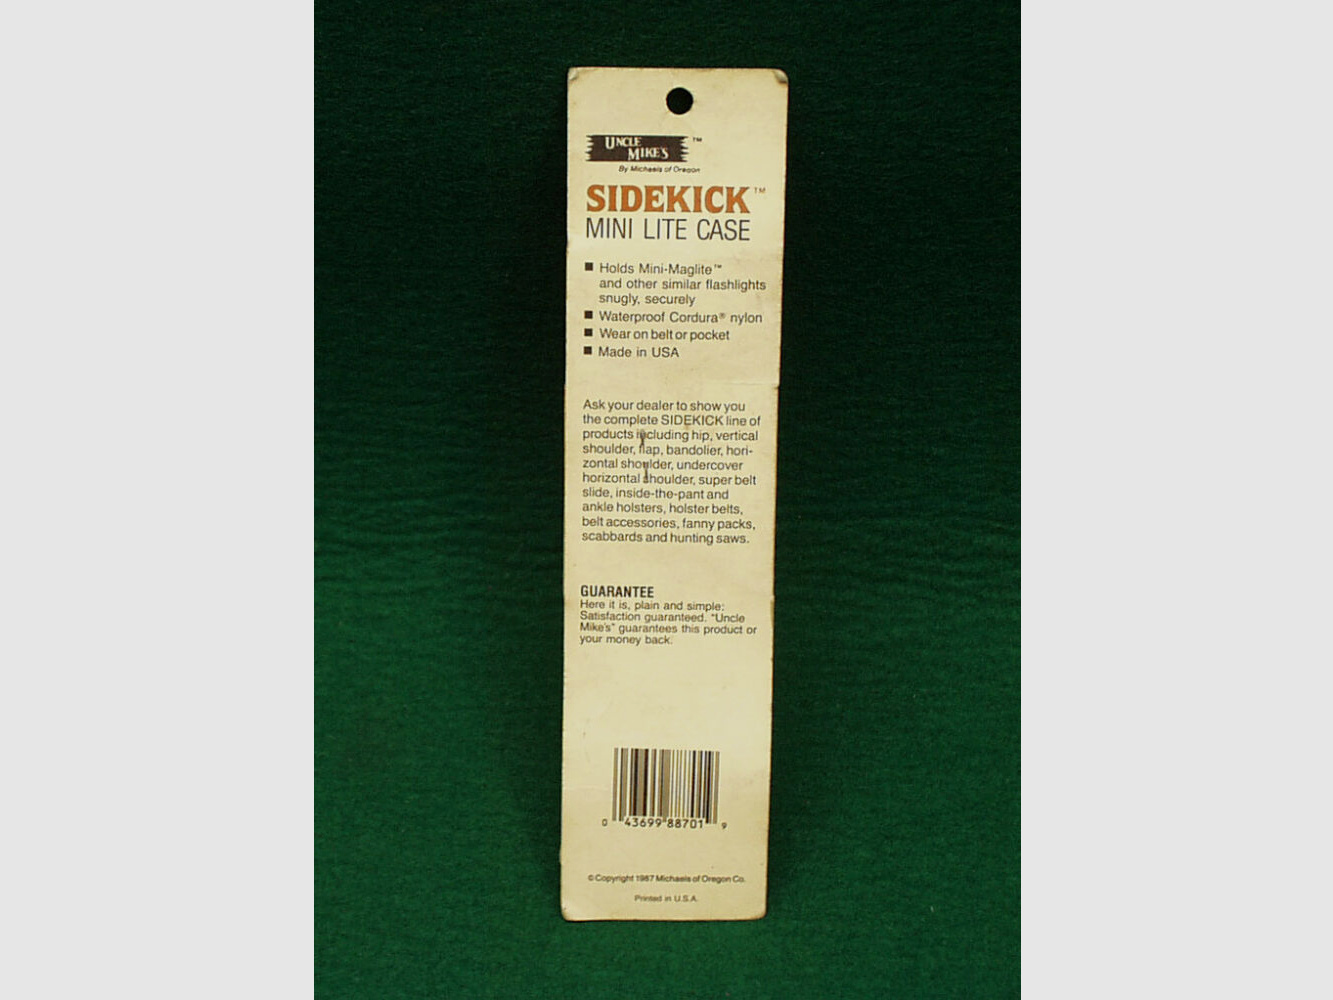 UNCLE
MIKE'S ™
By Michaels of Oregon
SIDEKICK™
MINI LITE CASE
■ Holds Mini-Maglite™
and other similar flashlights
snugly, securely
■ Waterproof Cordura® nylon
■ Wear on belt or pocket
■ Made in USA
Ask your dealer to show you
the complete SIDEKICK line of
products including hip, vertical
shoulder, flap, bandolier, hori-
zontal shoulder, undercover
horizontal shoulder, super belt
slide, inside-the-pant and
ankle holsters, holster belts,
belt accessories, fanny packs,
scabbards and hunting saws.
GUARANTEE
Here it is, plain and simple:
Satisfaction guaranteed. "Uncle
Mike's" guarantees this product or
your money back.
0 43699 88701 9
© Copyright 1987 Michaels of Oregon Co.
Printed in U.S.A.